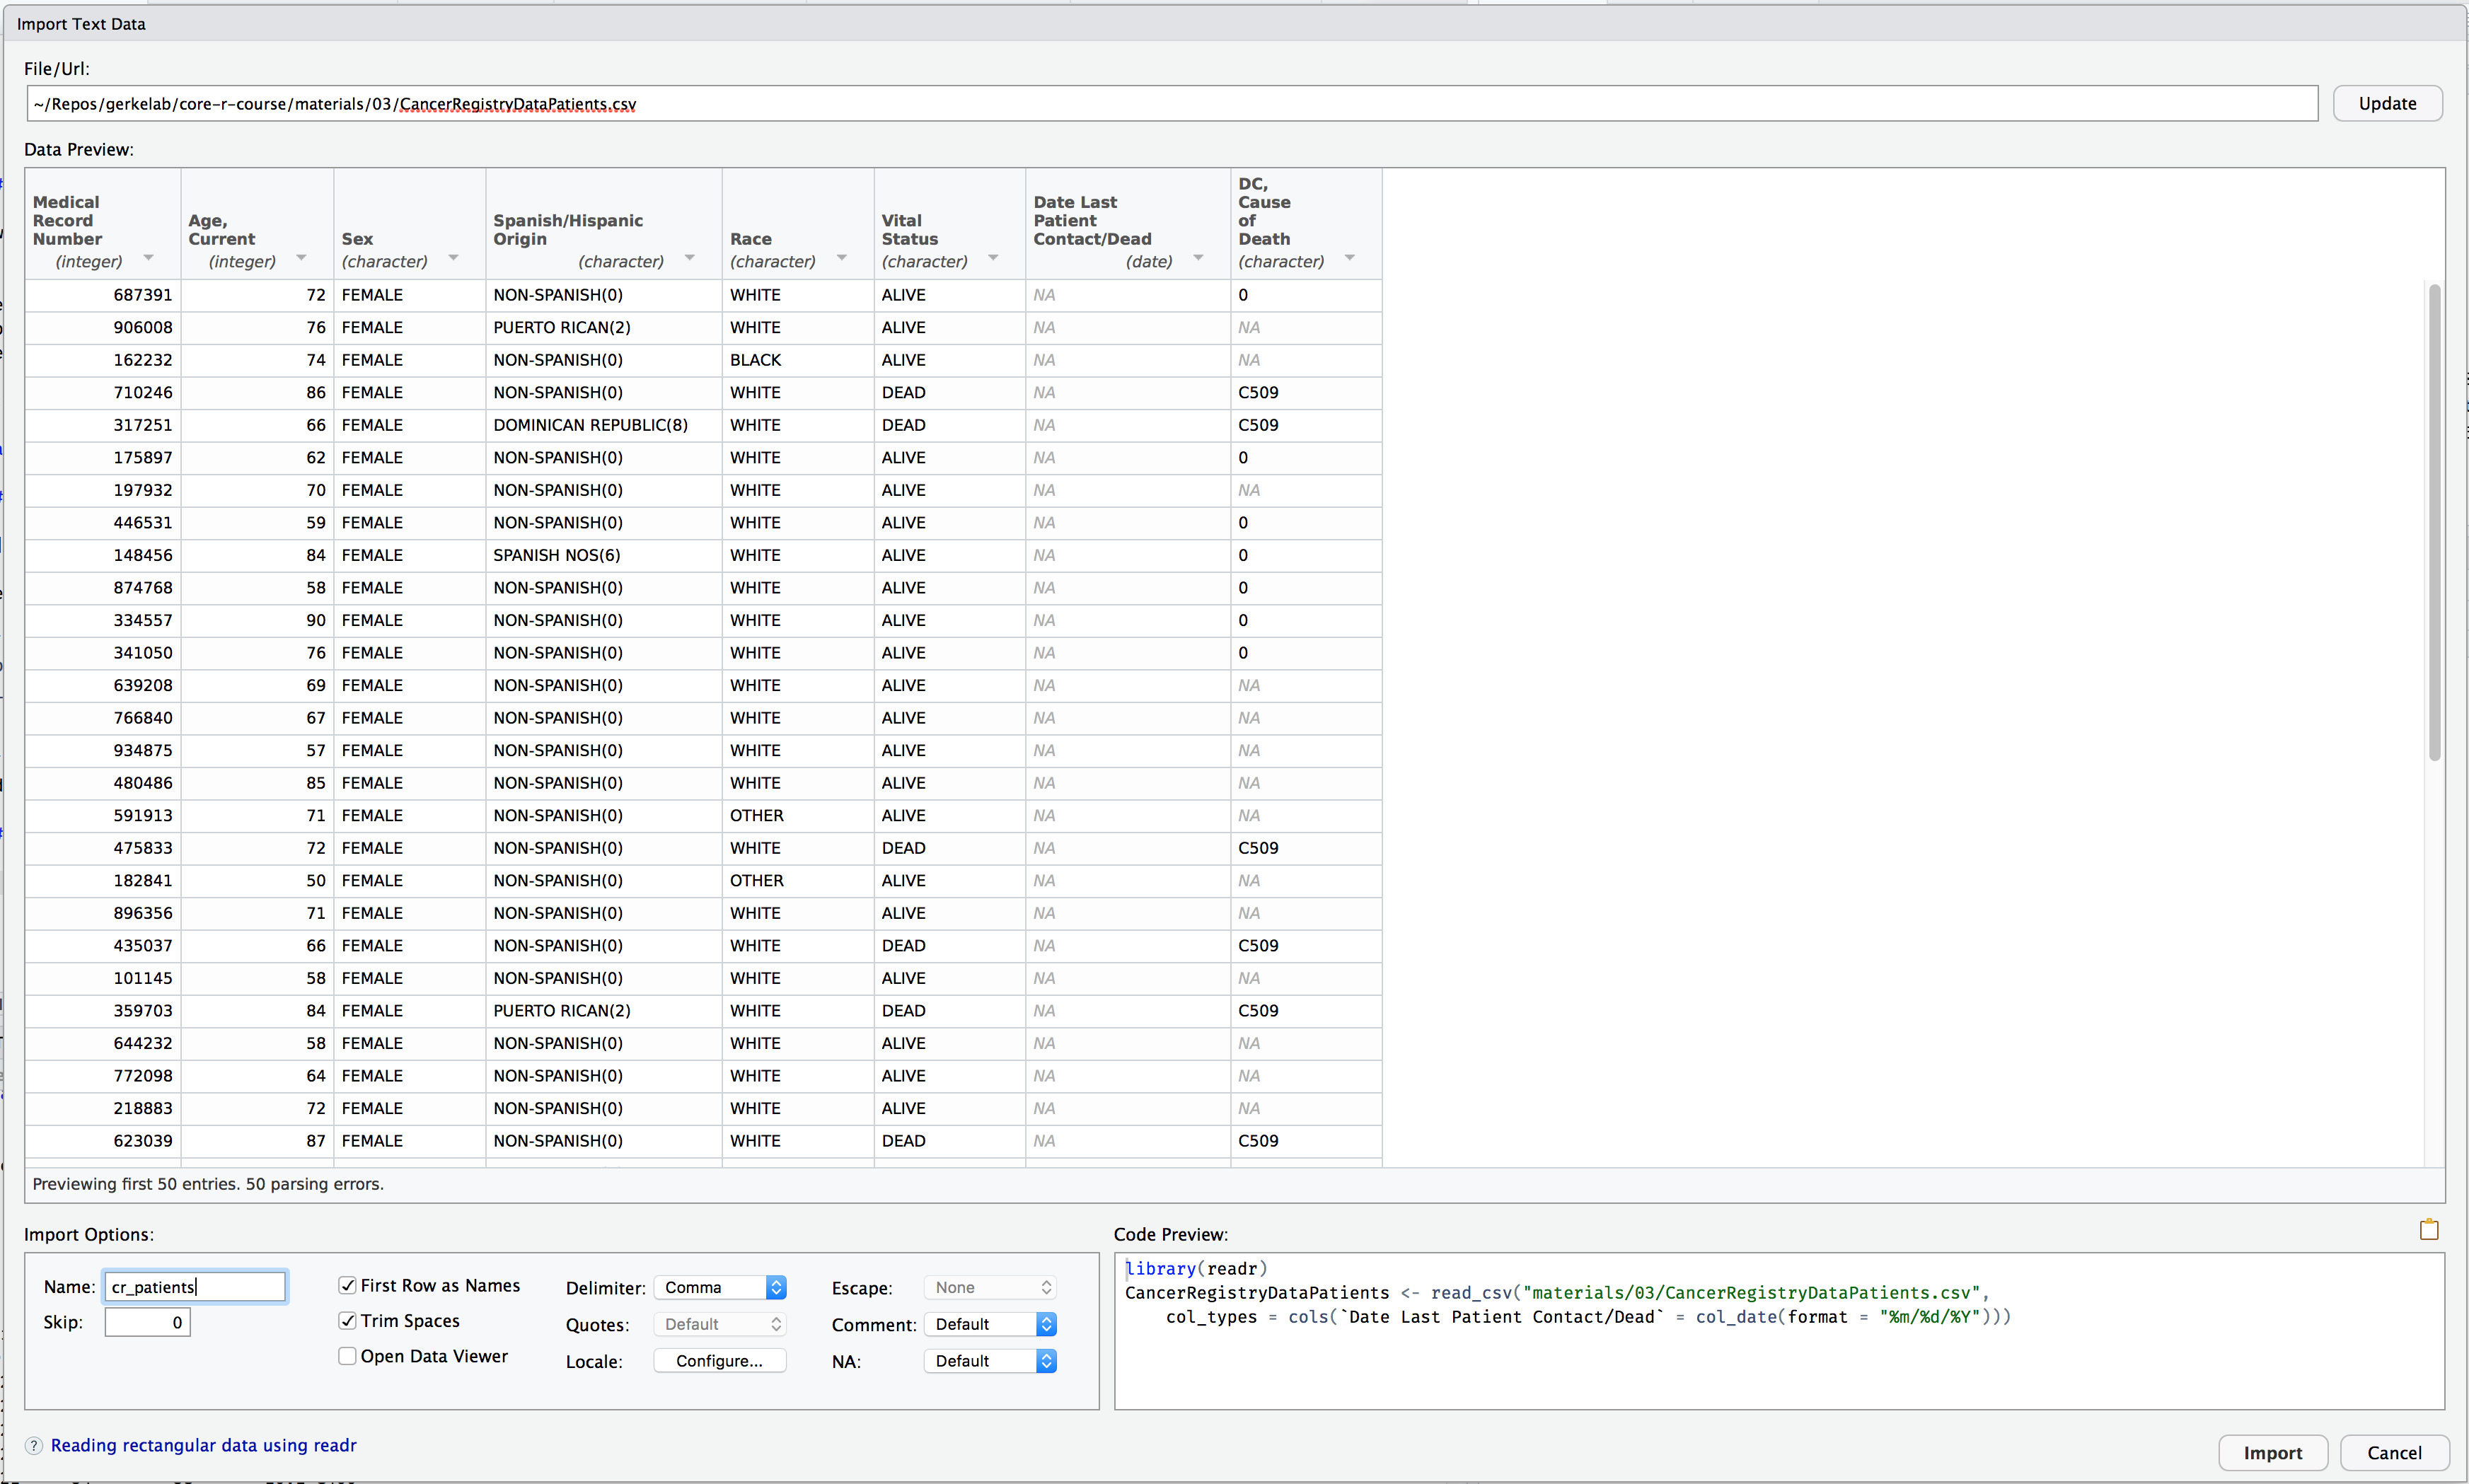 Import Text Data
File/Url:
~/Repos/gerkelab/core-r-course/materials/03/CancerRegistryDataPatients.csv
Update
Data Preview:
Medical Record Number (integer) Age, Current (integer) Sex (character) Spanish/Hispanic Origin (character) Race (character) Vital Status (character) Date Last Patient Contact/Dead (date) DC, Cause of Death (character)
687391 72 FEMALE NON-SPANISH(0) WHITE ALIVE NA 0
906008 76 FEMALE PUERTO RICAN(2) WHITE ALIVE NA NA
162232 74 FEMALE NON-SPANISH(0) BLACK ALIVE NA NA
710246 86 FEMALE NON-SPANISH(0) WHITE DEAD NA C509
317251 66 FEMALE DOMINICAN REPUBLIC(8) WHITE DEAD NA C509
175897 62 FEMALE NON-SPANISH(0) WHITE ALIVE NA 0
197932 70 FEMALE NON-SPANISH(0) WHITE ALIVE NA NA
446531 59 FEMALE NON-SPANISH(0) WHITE ALIVE NA 0
148456 84 FEMALE SPANISH NOS(6) WHITE ALIVE NA 0
874768 58 FEMALE NON-SPANISH(0) WHITE ALIVE NA 0
334557 90 FEMALE NON-SPANISH(0) WHITE ALIVE NA 0
341050 76 FEMALE NON-SPANISH(0) WHITE ALIVE NA 0
639208 69 FEMALE NON-SPANISH(0) WHITE ALIVE NA NA
766840 67 FEMALE NON-SPANISH(0) WHITE ALIVE NA NA
934875 57 FEMALE NON-SPANISH(0) WHITE ALIVE NA NA
480486 85 FEMALE NON-SPANISH(0) WHITE ALIVE NA NA
591913 71 FEMALE NON-SPANISH(0) OTHER ALIVE NA NA
475833 72 FEMALE NON-SPANISH(0) WHITE DEAD NA C509
182841 50 FEMALE NON-SPANISH(0) OTHER ALIVE NA NA
896356 71 FEMALE NON-SPANISH(0) WHITE ALIVE NA NA
435037 66 FEMALE NON-SPANISH(0) WHITE DEAD NA C509
101145 58 FEMALE NON-SPANISH(0) WHITE ALIVE NA NA
359703 84 FEMALE PUERTO RICAN(2) WHITE DEAD NA C509
644232 58 FEMALE NON-SPANISH(0) WHITE ALIVE NA NA
772098 64 FEMALE NON-SPANISH(0) WHITE ALIVE NA NA
218883 72 FEMALE NON-SPANISH(0) WHITE ALIVE NA NA
623039 87 FEMALE NON-SPANISH(0) WHITE DEAD NA C509
Previewing first 50 entries. 50 parsing errors.
Import Options:
Name: cr_patients
Skip: 0
First Row as Names
Trim Spaces
Open Data Viewer
Delimiter: Comma
Quotes: Default
Locale: Configure...
Escape: None
Comment: Default
NA: Default
Code Preview:
library(readr)
CancerRegistryDataPatients <- read_csv("materials/03/CancerRegistryDataPatients.csv",
    col_types = cols(`Date Last Patient Contact/Dead` = col_date(format = "%m/%d/%Y")))
? Reading rectangular data using readr
Import
Cancel